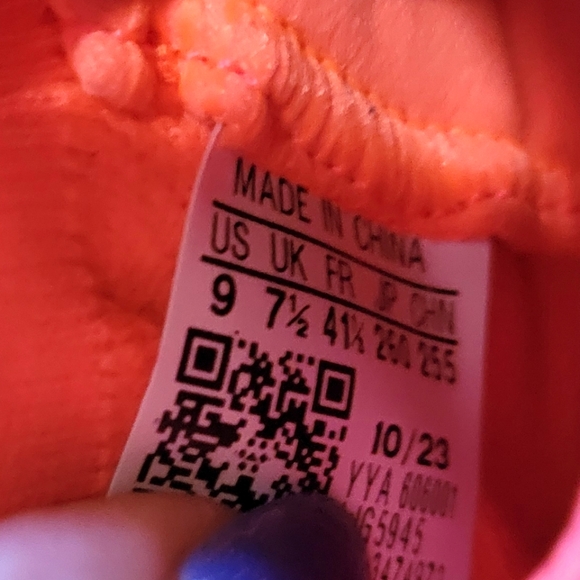 MADE IN CHINA
US UK FR JP CHN
9 7½ 41⅓ 260 255
10/23
YYA 606001
G5945